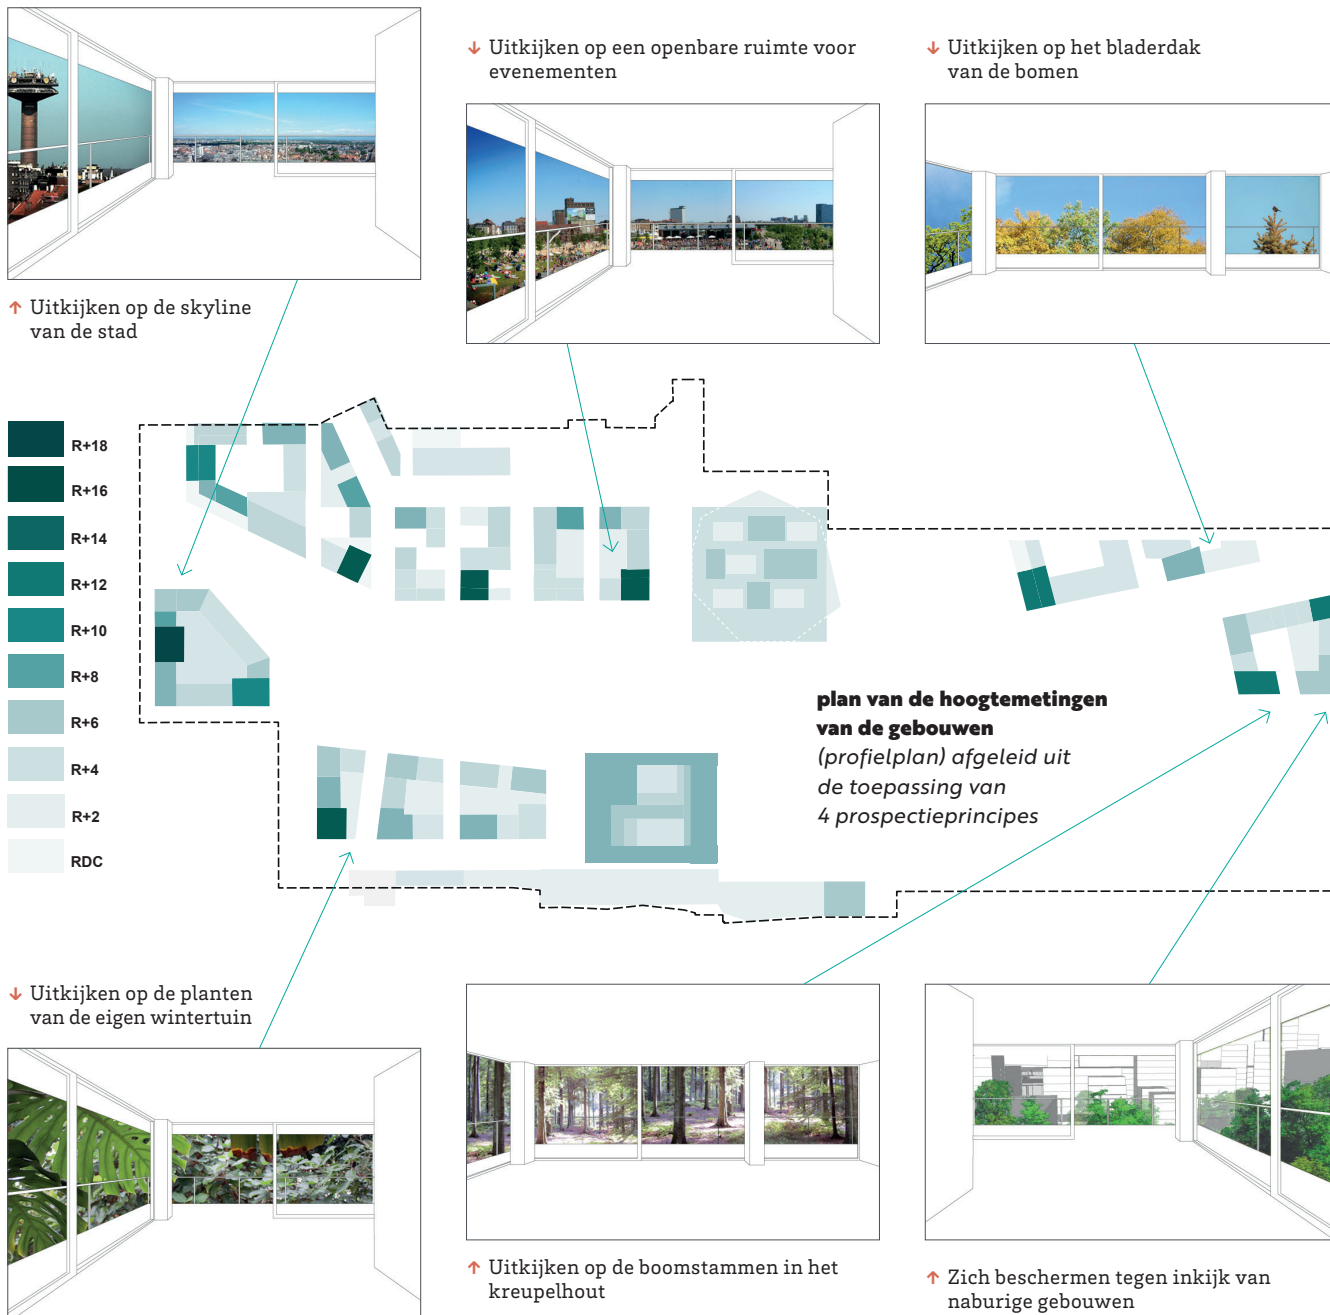 ↓ Uitkijken op een openbare ruimte voor
evenementen
↓ Uitkijken op het bladerdak
van de bomen
↑ Uitkijken op de skyline
van de stad
R+18
R+16
R+14
R+12
R+10
R+8
R+6
R+4
R+2
RDC
plan van de hoogtemetingen
van de gebouwen
(profielplan) afgeleid uit
de toepassing van
4 prospectieprincipes
↓ Uitkijken op de planten
van de eigen wintertuin
↑ Uitkijken op de boomstammen in het
kreupelhout
↑ Zich beschermen tegen inkijk van
naburige gebouwen